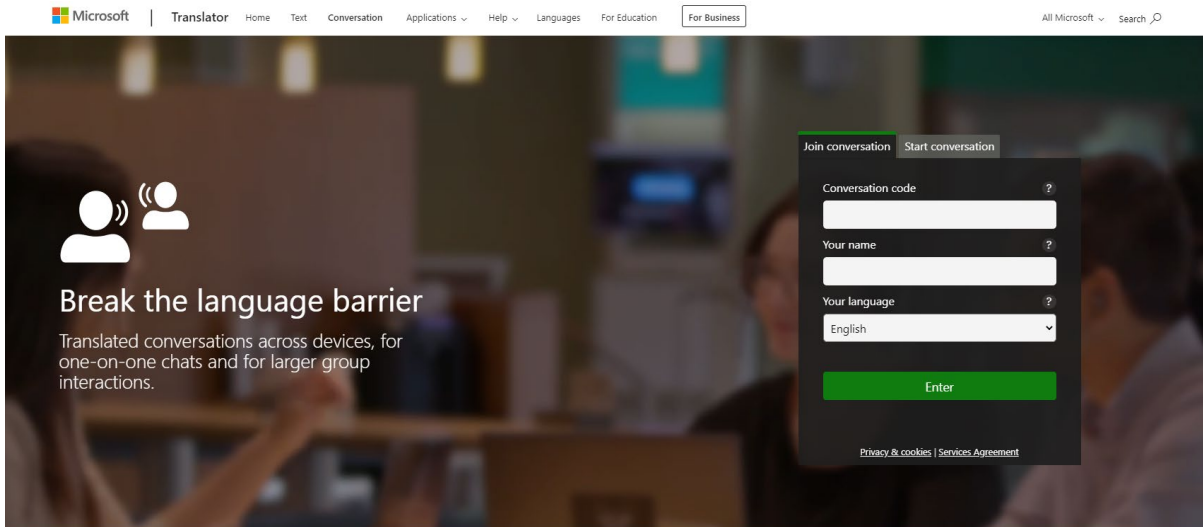 Microsoft Translator Home Text Conversation Applications Help Languages For Education For Business All Microsoft Search
Join conversation Start conversation
Conversation code ?
Your name ?
Your language ?
English
Enter
Privacy & cookies | Services Agreement
Break the language barrier
Translated conversations across devices, for
one-on-one chats and for larger group
interactions.